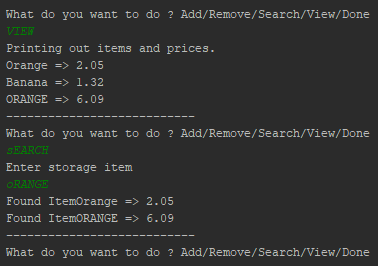 What do you want to do ? Add/Remove/Search/View/Done
VIEW
Printing out items and prices.
Orange => 2.05
Banana => 1.32
ORANGE => 6.09
---------------------------
What do you want to do ? Add/Remove/Search/View/Done
sEARCH
Enter storage item
oRANGE
Found ItemOrange => 2.05
Found ItemORANGE => 6.09
---------------------------
What do you want to do ? Add/Remove/Search/View/Done